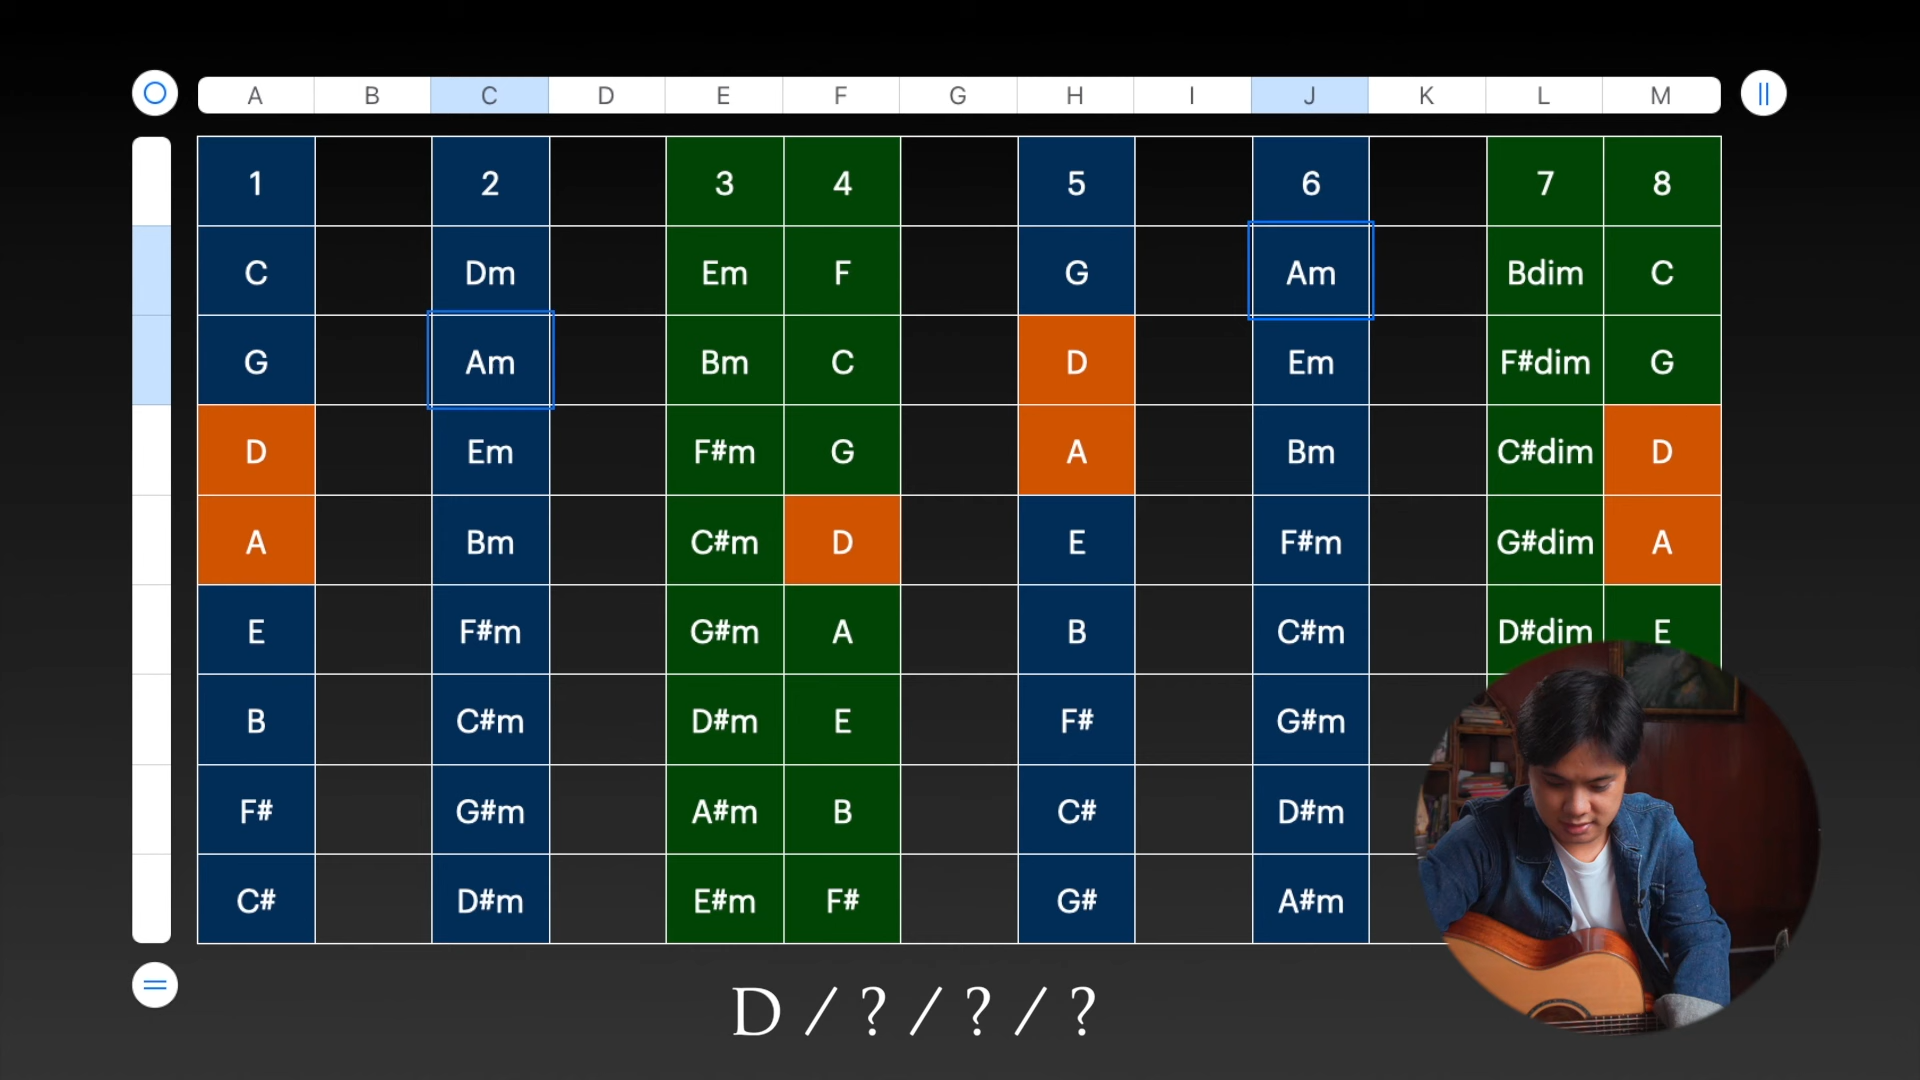 A B C D E F G H I J K L M
1 2 3 4 5 6 7 8
C Dm Em F G Am Bdim C
G Am Bm C D Em F#dim G
D Em F#m G A Bm C#dim D
A Bm C#m D E F#m G#dim A
E F#m G#m A B C#m D#dim E
B C#m D#m E F# G#m
F# G#m A#m B C# D#m
C# D#m E#m F# G# A#m
D / ? / ? / ?